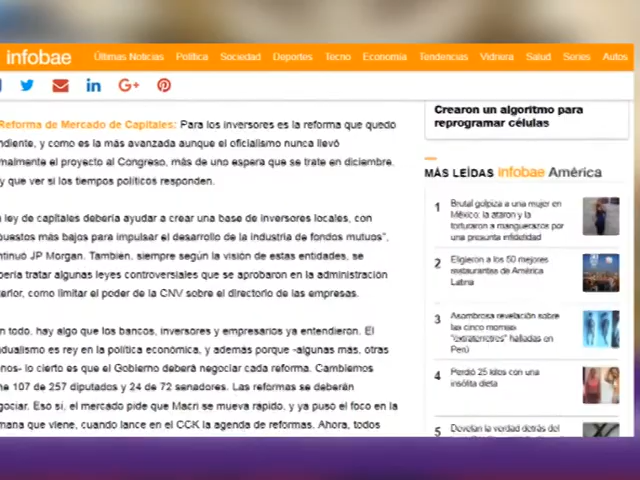 infobae
Últimas Noticias Política Sociedad Deportes Tecno Economía Tendencias Vidriera Salud Series Autos
Reforma de Mercado de Capitales: Para los inversores es la reforma que quedo
ndiente, y como es la más avanzada aunque el oficialismo nunca llevó
malmente el proyecto al Congreso, más de uno espera que se trate en diciembre.
y que ver si los tiempos políticos responden.
ley de capitales debería ayudar a crear una base de inversores locales, con
puestos más bajos para impulsar el desarrollo de la industria de fondos mutuos",
ntinuó JP Morgan. También, siempre según la visión de estas entidades, se
bería tratar algunas leyes controversiales que se aprobaron en la administración
terior, como limitar el poder de la CNV sobre el directorio de las empresas.
n todo, hay algo que los bancos, inversores y empresarios ya entendieron. El
adualismo es rey en la política económica, y además porque -algunas más, otras
nos- lo cierto es que el Gobierno deberá negociar cada reforma. Cambiemos
ne 107 de 257 diputados y 24 de 72 senadores. Las reformas se deberán
gociar. Eso sí, el mercado pide que Macri se mueva rápido, y ya puso el foco en la
mana que viene, cuando lance en el CCK la agenda de reformas. Ahora, todos
Crearon un algoritmo para
reprogramar células
MÁS LEÍDAS infobae América
1 Brutal golpiza a una mujer en
México: la ataron y la
torturaron a manguerazos por
una presunta infidelidad
2 Eligieron a los 50 mejores
restaurantes de América
Latina
3 Asombrosa revelación sobre
las cinco momias
"extraterrestres" halladas en
Perú
4 Perdió 25 kilos con una
insólita dieta
5 Develan la verdad detrás del